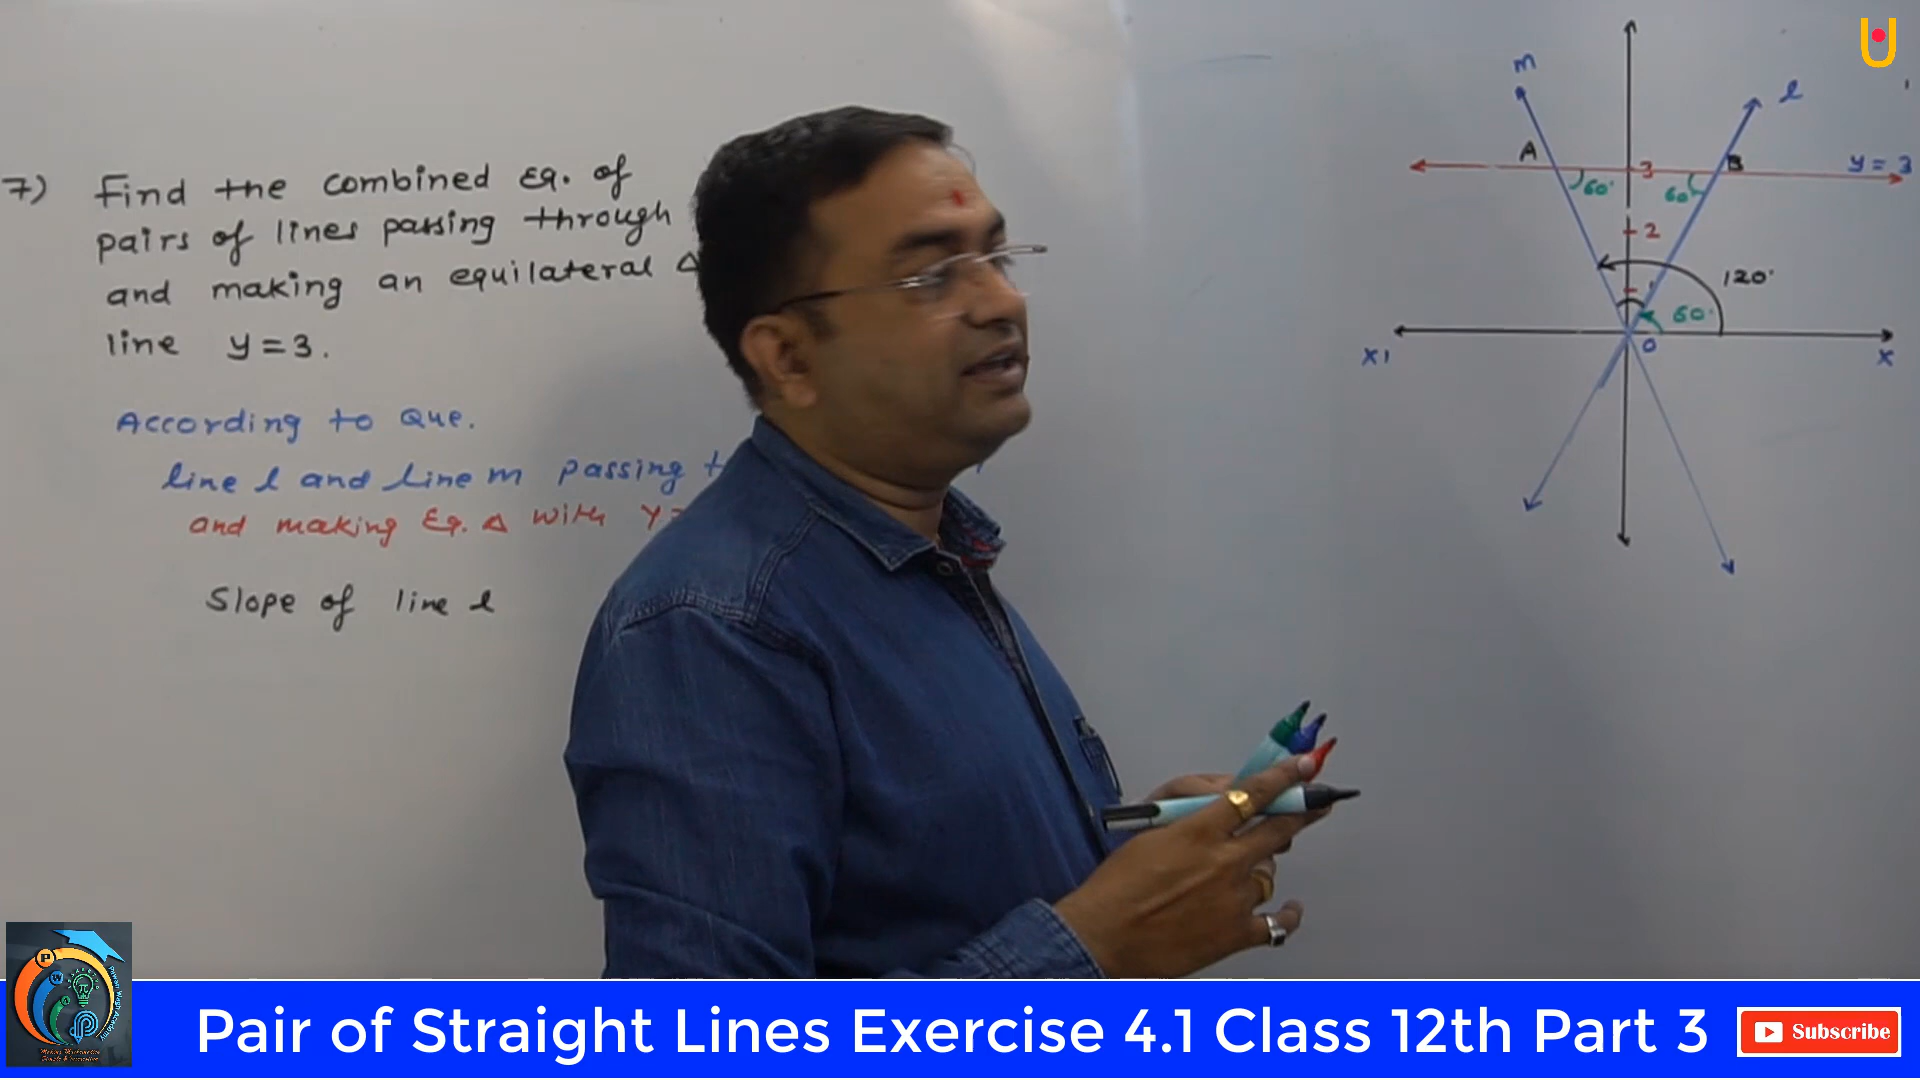 7) Find the combined Eq. of
pairs of lines passing through
and making an equilateral Δ
line y = 3.
According to Que.
line l and line m passing t
and making Eq. Δ with y =
Slope of line l
m
l
A
3
B
y = 3
60°
60°
2
120°
60°
X1
O
X
Pair of Straight Lines Exercise 4.1 Class 12th Part 3
Subscribe